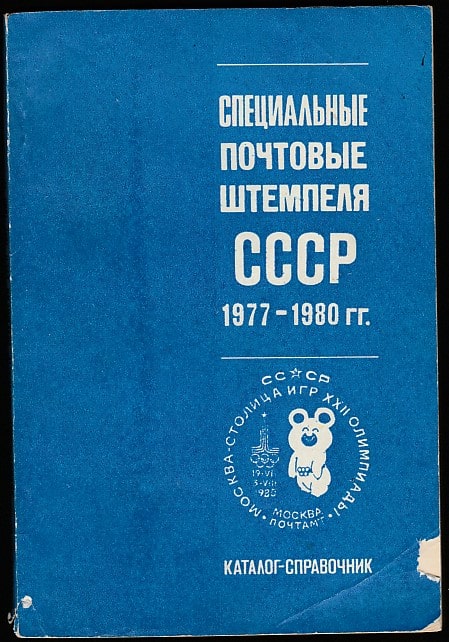 СПЕЦИАЛЬНЫЕ
ПОЧТОВЫЕ
ШТЕМПЕЛЯ
СССР
1977-1980 гг.
СС☆СР
• МОСКВА-СТОЛИЦА ИГР XXII ОЛИМПИАДЫ •
19·VII
3·VIII
1980
МОСКВА
ПОЧТАМТ
КАТАЛОГ-СПРАВОЧНИК